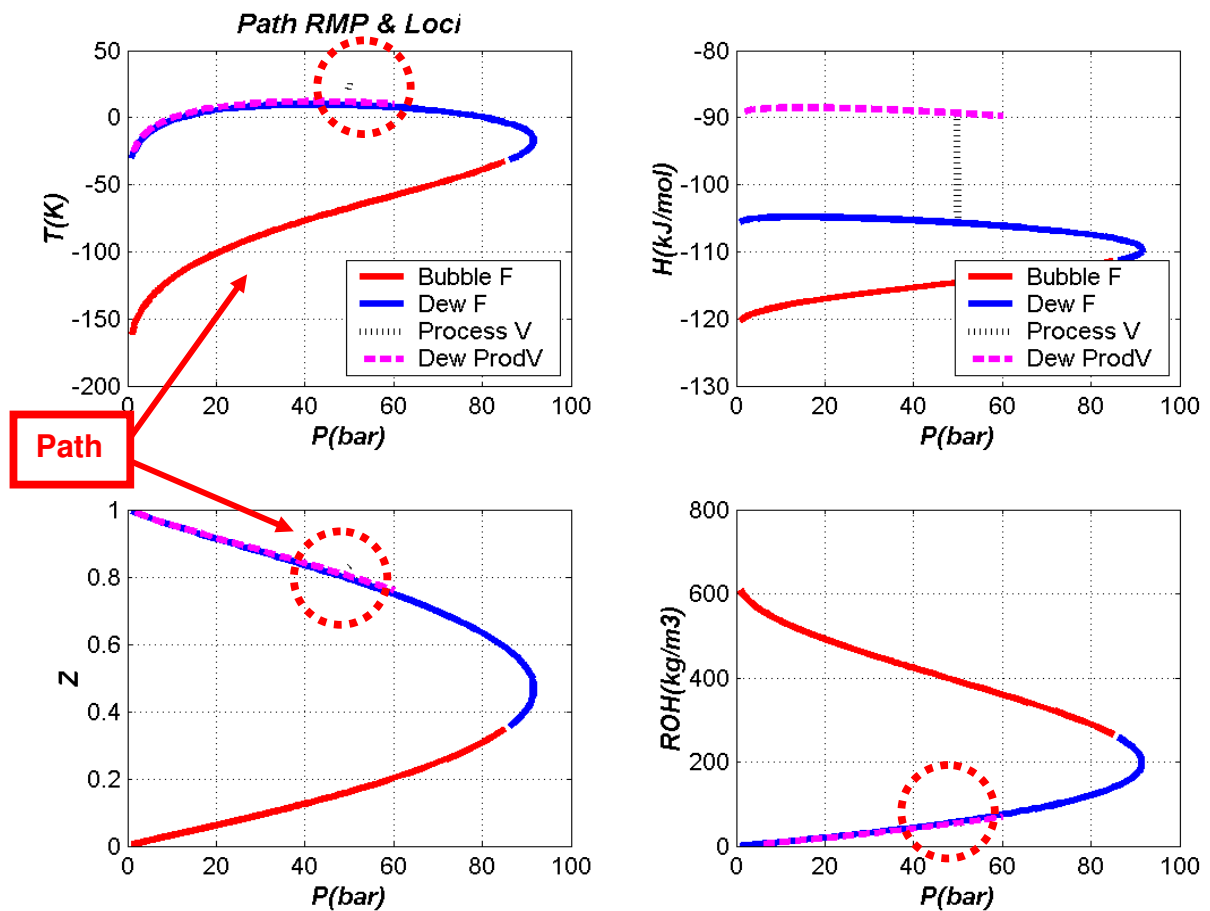 Path RMP & Loci
50
0
-50
-100
-150
-200
T(K)
0
20
40
60
80
100
P(bar)
Bubble F
Dew F
Process V
Dew ProdV
-80
-90
-100
-110
-120
-130
H(kJ/mol)
0
20
40
60
80
100
P(bar)
Bubble F
Dew F
Process V
Dew ProdV
Path
1
0.8
0.6
0.4
0.2
0
Z
0
20
40
60
80
100
P(bar)
800
600
400
200
0
ROH(kg/m3)
0
20
40
60
80
100
P(bar)